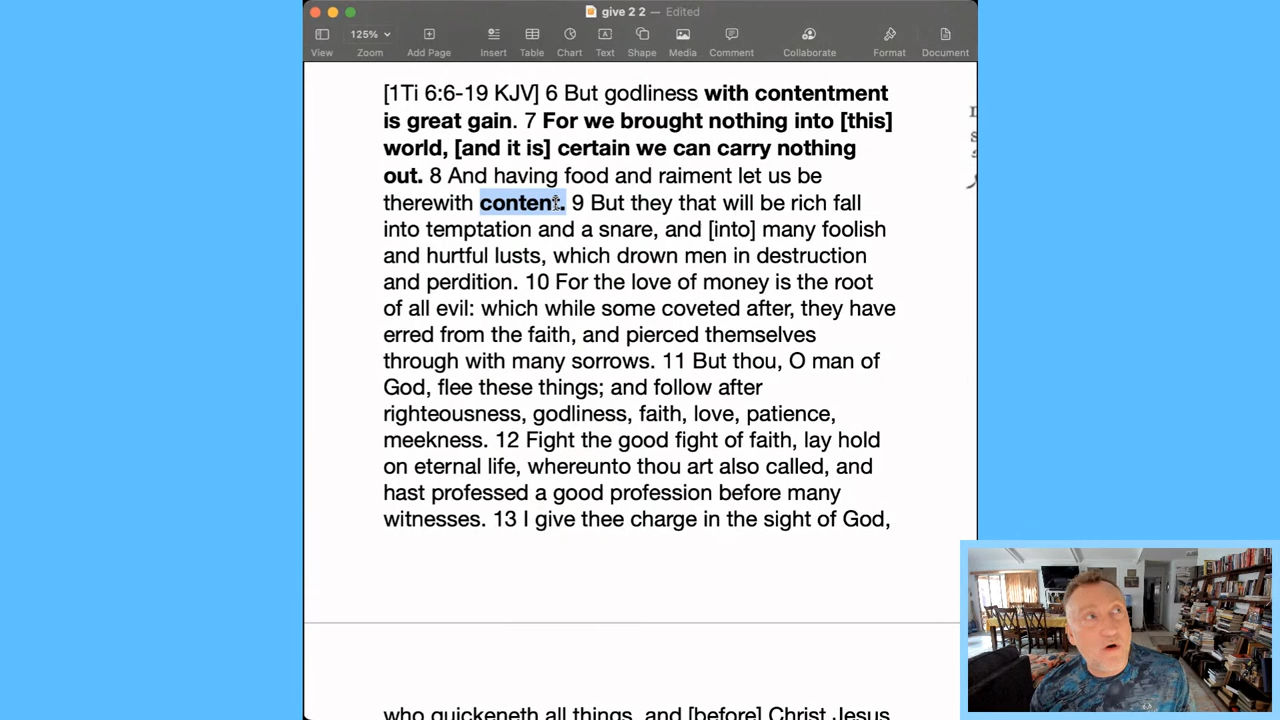 give 2 2 — Edited
125%
View Zoom Add Page Insert Table Chart Text Shape Media Comment Collaborate Format Document
[1Ti 6:6-19 KJV] 6 But godliness with contentment
is great gain. 7 For we brought nothing into [this]
world, [and it is] certain we can carry nothing
out. 8 And having food and raiment let us be
therewith content. 9 But they that will be rich fall
into temptation and a snare, and [into] many foolish
and hurtful lusts, which drown men in destruction
and perdition. 10 For the love of money is the root
of all evil: which while some coveted after, they have
erred from the faith, and pierced themselves
through with many sorrows. 11 But thou, O man of
God, flee these things; and follow after
righteousness, godliness, faith, love, patience,
meekness. 12 Fight the good fight of faith, lay hold
on eternal life, whereunto thou art also called, and
hast professed a good profession before many
witnesses. 13 I give thee charge in the sight of God,
who quickeneth all things, and [before] Christ Jesus